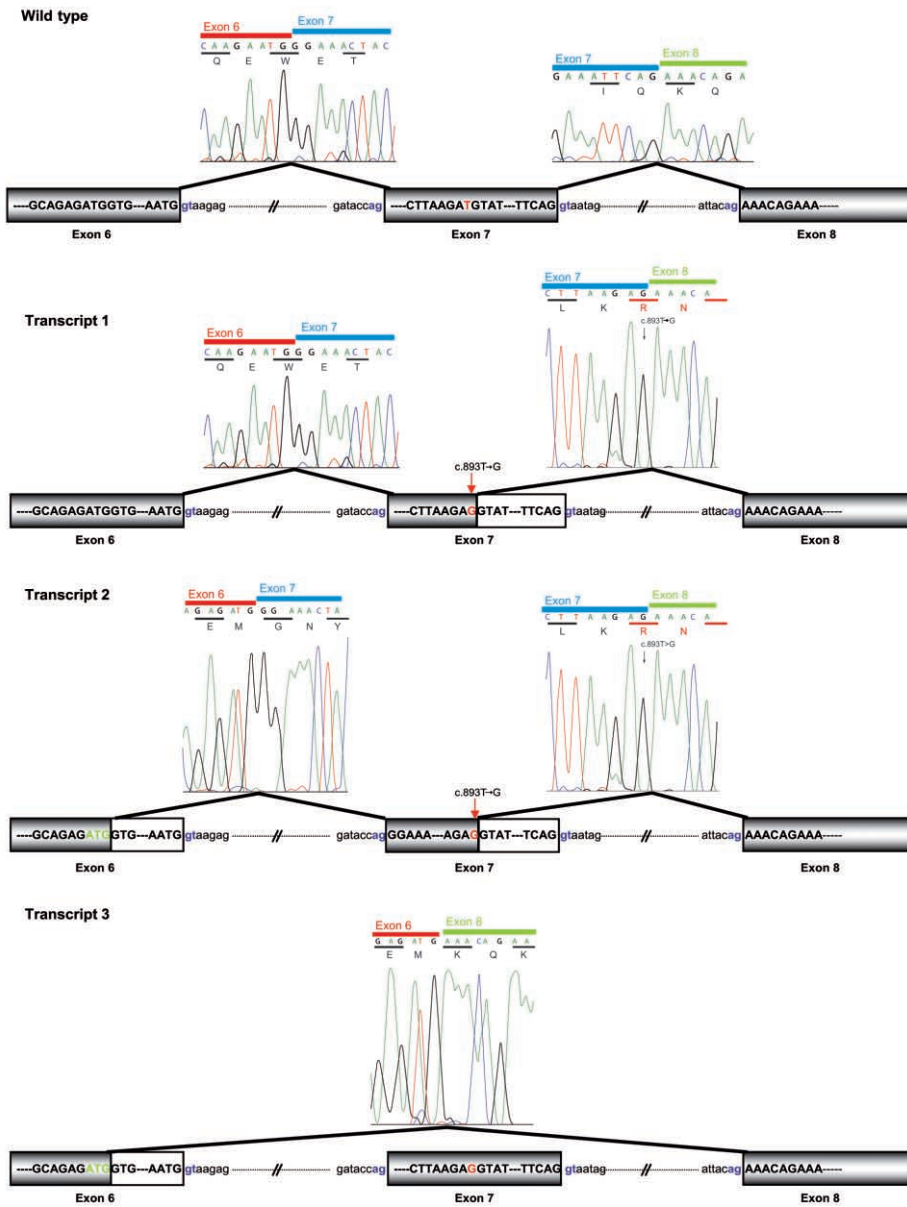 Wild type
Exon 6 Exon 7
C A A G A A T G G G A A A C T A C
Q E W E T
Exon 7 Exon 8
G A A A T T C A G A A A C A G A
I Q K Q
----GCAGAGATGGTG---AATG gtaagag // gataccag ----CTTAAGATGTAT---TTCAG gtaatag // attacag AAACAGAAA-----
Exon 6 Exon 7 Exon 8
Transcript 1
Exon 6 Exon 7
C A A G A A T G G G A A A C T A C
Q E W E T
Exon 7 Exon 8
C T T A A G A G A A A C A
L K R N
c.893T→G
c.893T→G
----GCAGAGATGGTG---AATG gtaagag // gataccag ----CTTAAGAGGTAT---TTCAG gtaatag // attacag AAACAGAAA-----
Exon 6 Exon 7 Exon 8
Transcript 2
Exon 6 Exon 7
A G A G A T G G G A A A C T A
E M G N Y
Exon 7 Exon 8
C T T A A G A G A A A C A
L K R N
c.893T>G
c.893T→G
----GCAGAGATGGTG---AATG gtaagag // gataccag GGAAA----AGAGGTAT---TCAG gtaatag // attacag AAACAGAAA-----
Exon 6 Exon 7 Exon 8
Transcript 3
Exon 6 Exon 8
G A G A T G A A A C A G A A
E M K Q K
----GCAGAGATGGTG---AATG gtaagag // gataccag ----CTTAAGAGGTAT---TTCAG gtaatag // attacag AAACAGAAA-----
Exon 6 Exon 7 Exon 8